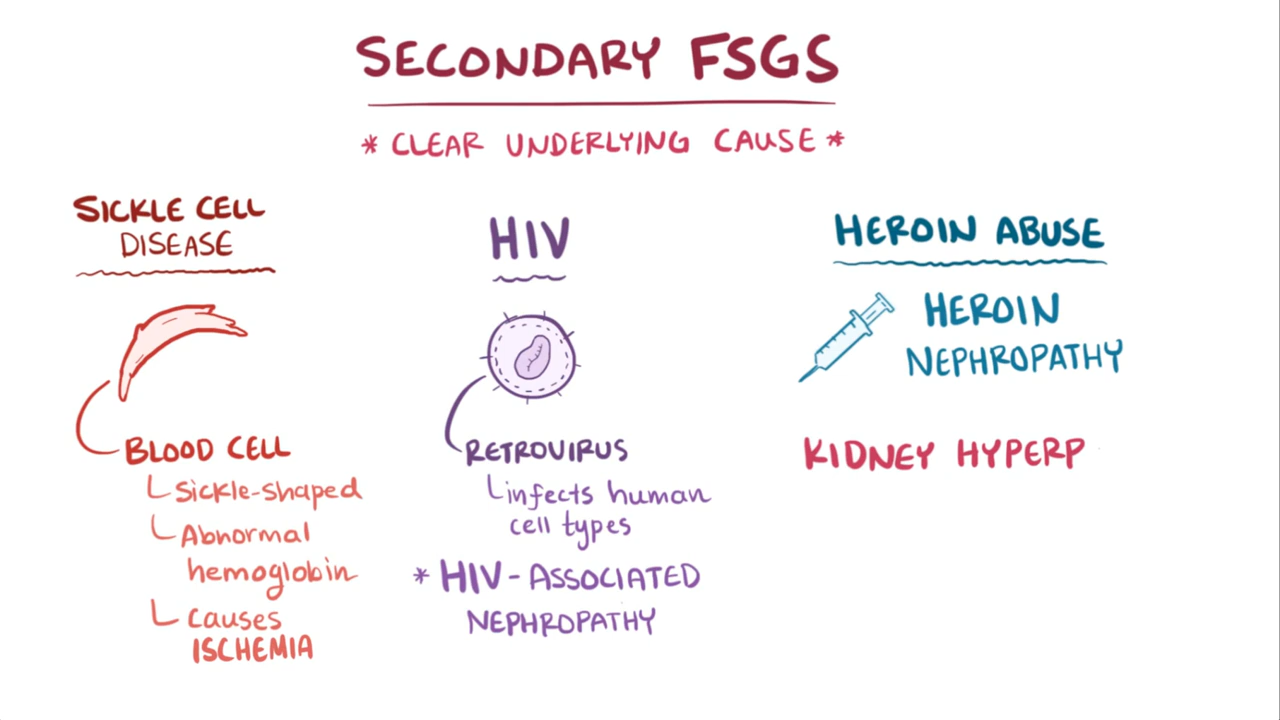 SECONDARY FSGS
* CLEAR UNDERLYING CAUSE *
SICKLE CELL
DISEASE
BLOOD CELL
Sickle-shaped
Abnormal
hemoglobin
Causes
ISCHEMIA
HIV
RETROVIRUS
infects human
cell types
* HIV-ASSOCIATED
NEPHROPATHY
HEROIN ABUSE
HEROIN
NEPHROPATHY
KIDNEY HYPERP